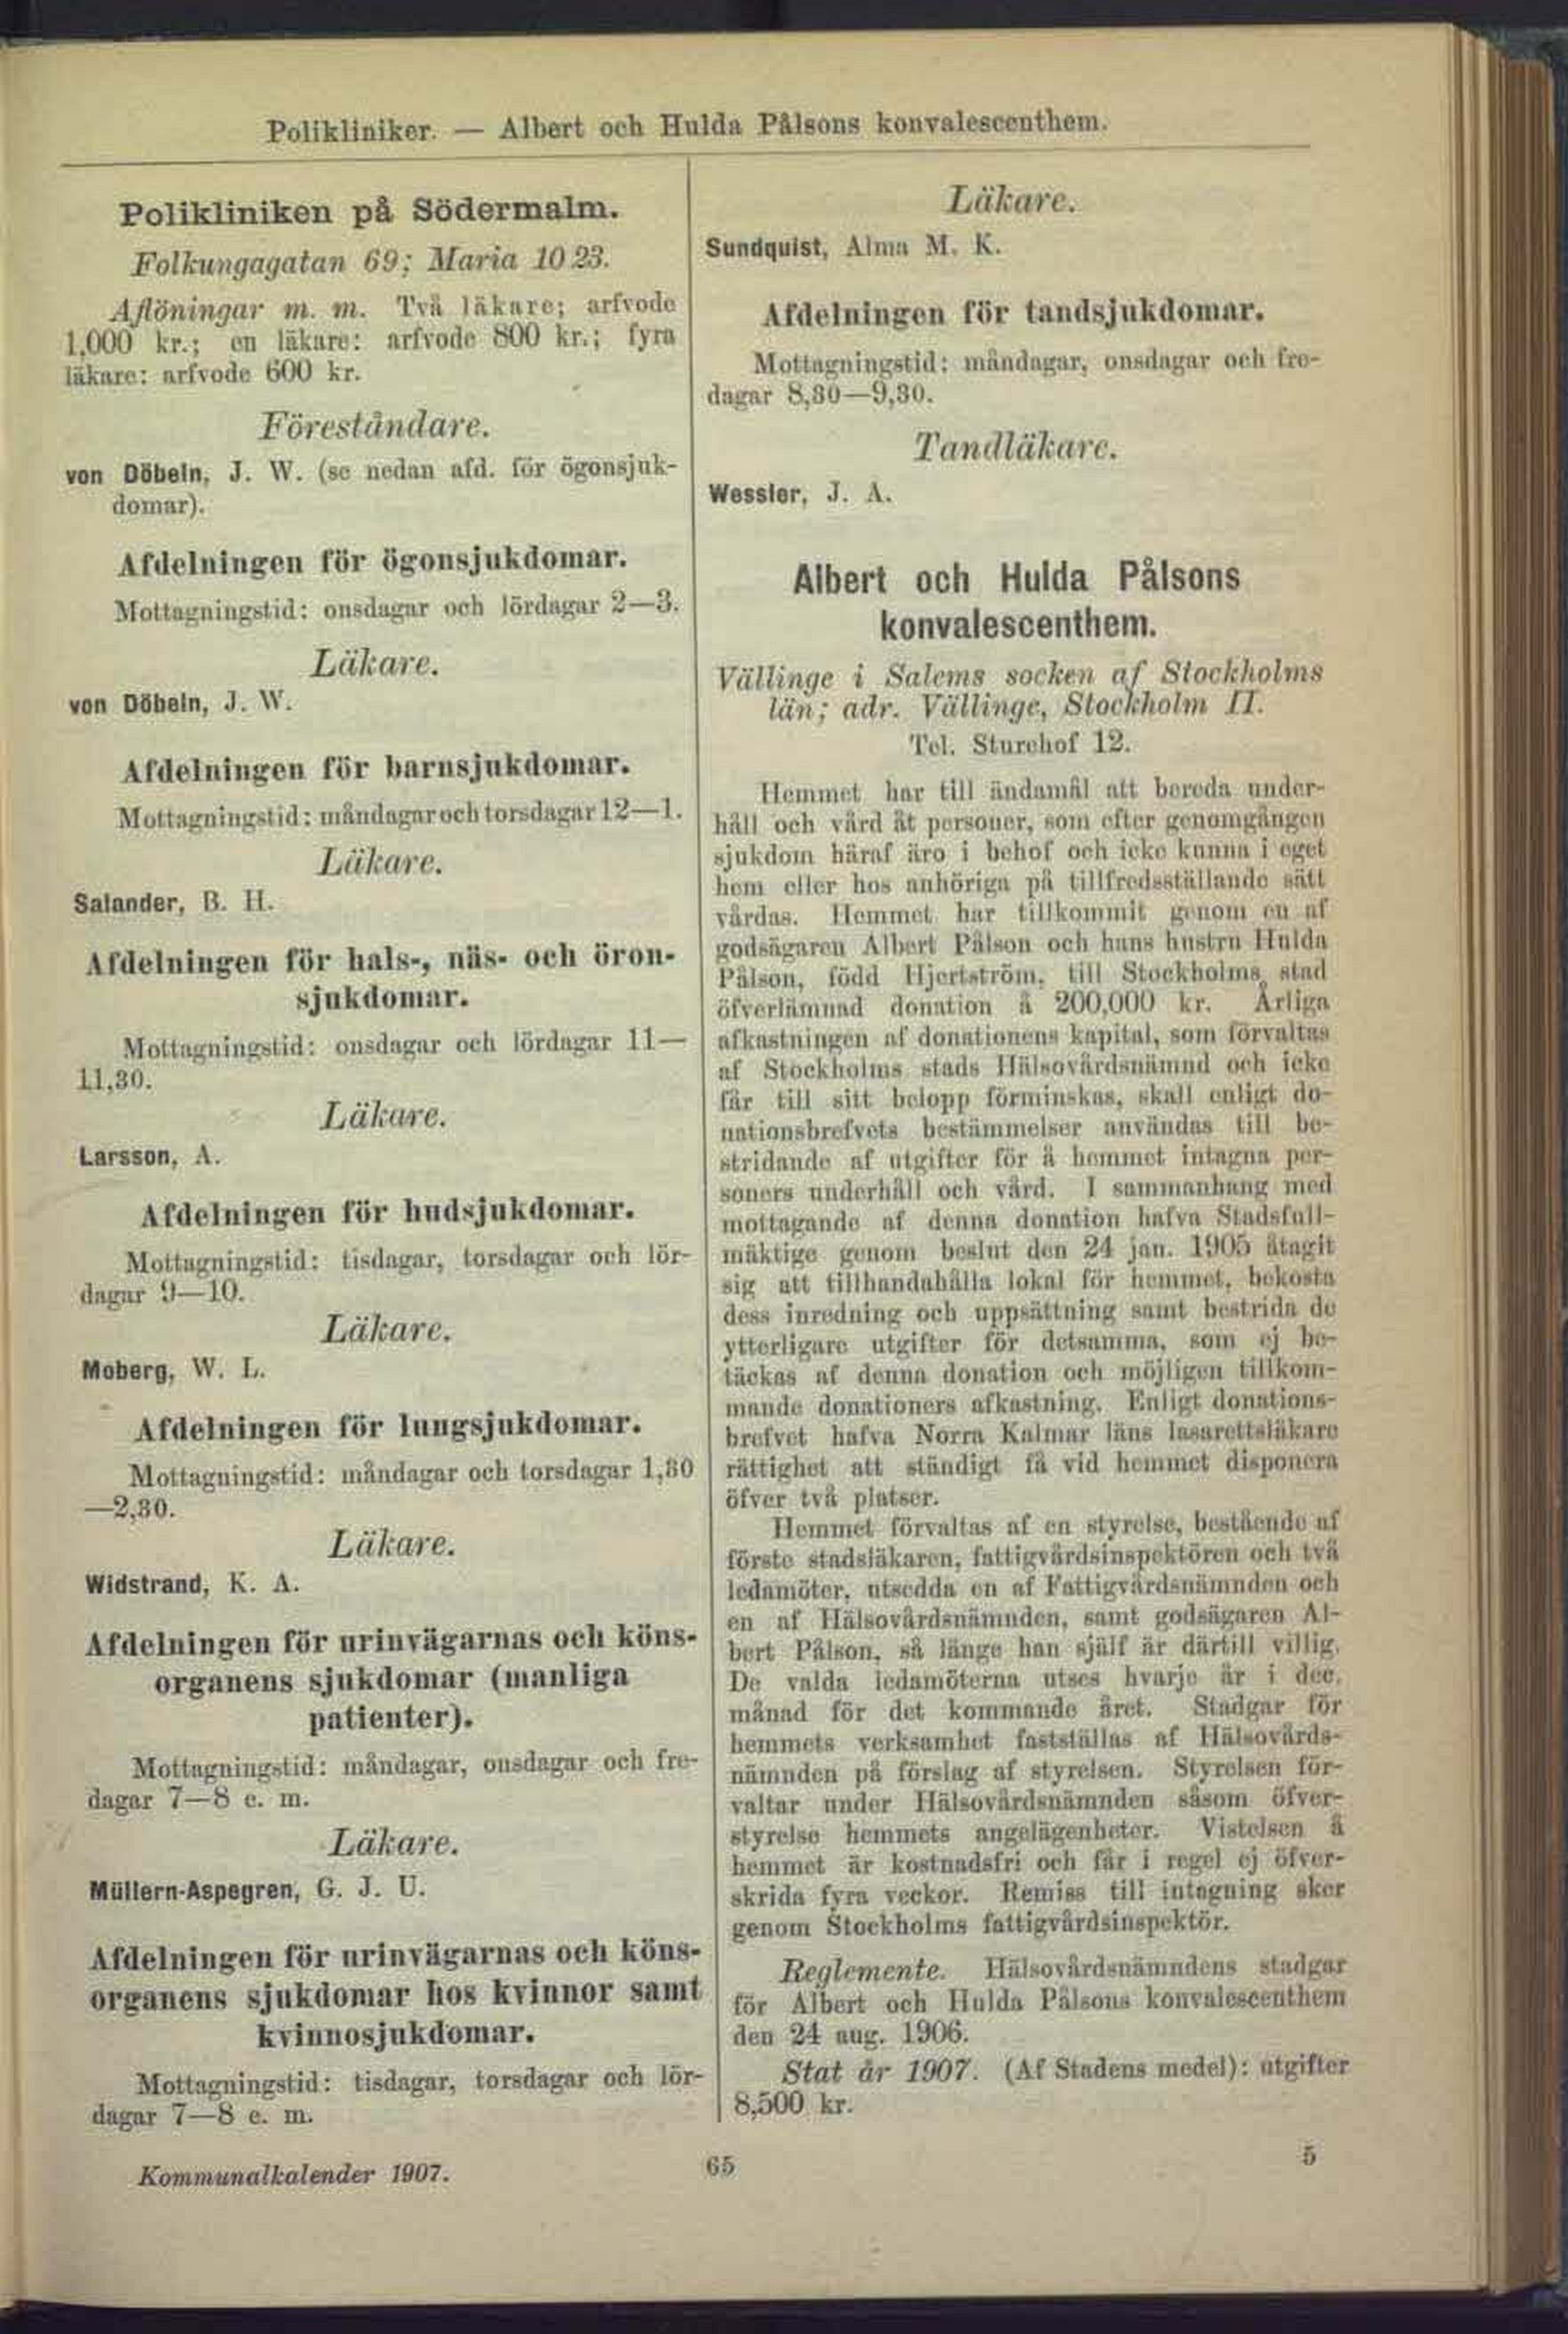 Polikliniker. — Albert och Hulda Pålsons konvalescenthem.
Polikliniken på Södermalm.
Folkungagatan 69; Maria 10 23.
Aflöningar m. m. Två läkare; arfvode
1,000 kr.; en läkare: arfvode 800 kr.; fyra
läkare: arfvode 600 kr.
Föreståndare.
von Döbeln, J. W. (se nedan afd. för ögonsjuk-
domar).
Afdelningen för ögonsjukdomar.
Mottagningstid: onsdagar och lördagar 2—3.
Läkare.
von Döbeln, J. W.
Afdelningen för barnsjukdomar.
Mottagningstid: måndagar och torsdagar 12—1.
Läkare.
Salander, B. H.
Afdelningen för hals-, näs- och öron-
sjukdomar.
Mottagningstid: onsdagar och lördagar 11—
11,30.
Läkare.
Larsson, A.
Afdelningen för hudsjukdomar.
Mottagningstid: tisdagar, torsdagar och lör-
dagar 9—10.
Läkare.
Moberg, W. L.
Afdelningen för lungsjukdomar.
Mottagningstid: måndagar och torsdagar 1,30
—2,30.
Läkare.
Widstrand, K. A.
Afdelningen för urinvägarnas och köns-
organens sjukdomar (manliga
patienter).
Mottagningstid: måndagar, onsdagar och fre-
dagar 7—8 e. m.
Läkare.
Müllern-Aspegren, G. J. U.
Afdelningen för urinvägarnas och köns-
organens sjukdomar hos kvinnor samt
kvinnosjukdomar.
Mottagningstid: tisdagar, torsdagar och lör-
dagar 7—8 e. m.
Läkare.
Sundquist, Alma M. K.
Afdelningen för tandsjukdomar.
Mottagningstid: måndagar, onsdagar och fre-
dagar 8,30—9,30.
Tandläkare.
Wessler, J. A.
Albert och Hulda Pålsons
konvalescenthem.
Vällinge i Salems socken af Stockholms
län; adr. Vällinge, Stockholm II.
Tel. Sturehof 12.
Hemmet har till ändamål att bereda under-
håll och vård åt personer, som efter genomgången
sjukdom häraf äro i behof och icke kunna i eget
hem eller hos anhöriga på tillfredsställande sätt
vårdas. Hemmet har tillkommit genom en af
godsägaren Albert Pålson och hans hustru Hulda
Pålson, född Hjertström, till Stockholms stad
öfverlämnad donation å 200,000 kr. Årliga
afkastningen af donationens kapital, som förvaltas
af Stockholms stads Hälsovårdsnämnd och icke
får till sitt belopp förminskas, skall enligt do-
nationsbrefvets bestämmelser användas till be-
stridande af utgifter för å hemmet intagna per-
soners underhåll och vård. I sammanhang med
mottagande af denna donation hafva Stadsfull-
mäktige genom beslut den 24 jan. 1905 åtagit
sig att tillhandahålla lokal för hemmet, bekosta
dess inredning och uppsättning samt bestrida de
ytterligare utgifter för detsamma, som ej be-
täckas af denna donation och möjligen tillkom-
mande donationers afkastning. Enligt donations-
brefvet hafva Norra Kalmar läns lasarettsläkare
rättighet att ständigt få vid hemmet disponera
öfver två platser.
Hemmet förvaltas af en styrelse, bestående af
förste stadsläkaren, fattigvårdsinspektören och två
ledamöter, utsedda en af Fattigvårdsnämnden och
en af Hälsovårdsnämnden, samt godsägaren Al-
bert Pålson, så länge han själf är därtill villig.
De valda ledamöterna utses hvarje år i dec.
månad för det kommande året. Stadgar för
hemmets verksamhet fastställas af Hälsovårds-
nämnden på förslag af styrelsen. Styrelsen för-
valtar under Hälsovårdsnämnden såsom öfver-
styrelse hemmets angelägenheter. Vistelsen å
hemmet är kostnadsfri och får i regel ej öfver-
skrida fyra veckor. Remiss till intagning sker
genom Stockholms fattigvårdsinspektör.
Reglemente. Hälsovårdsnämndens stadgar
för Albert och Hulda Pålsons konvalescenthem
den 24 aug. 1906.
Stat år 1907. (Af Stadens medel): utgifter
8,500 kr.
Kommunalkalender 1907.
65
5